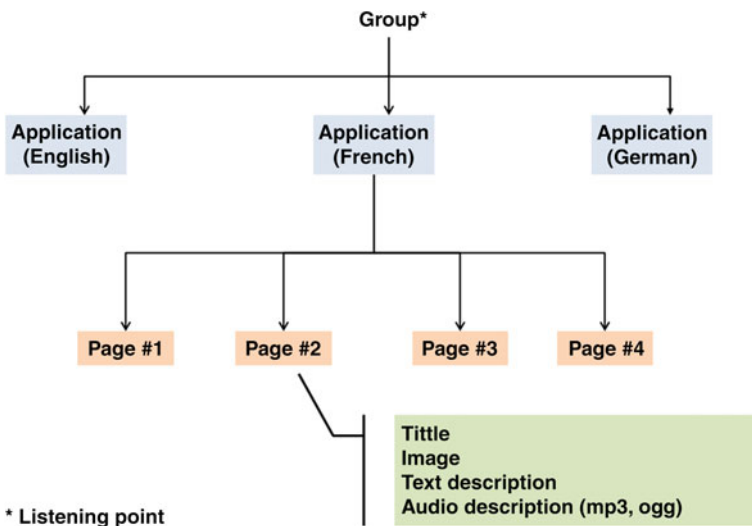 Group*
Application
(English)
Application
(French)
Application
(German)
Page #1
Page #2
Page #3
Page #4
Tittle
Image
Text description
Audio description (mp3, ogg)
* Listening point